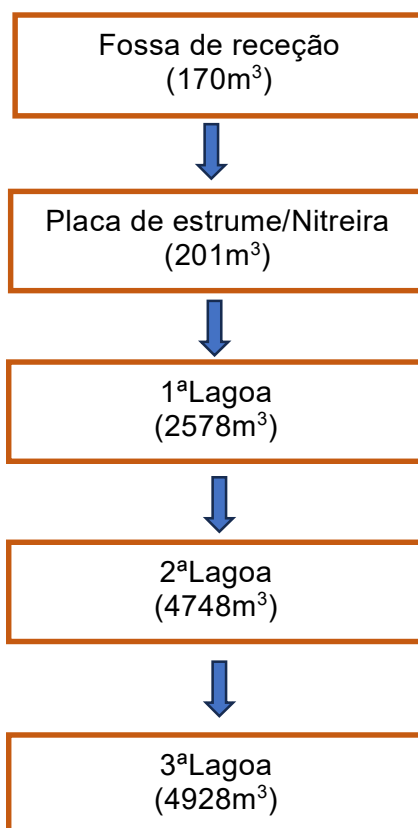 Fossa de receção
(170m³)
Placa de estrume/Nitreira
(201m³)
1ªLagoa
(2578m³)
2ªLagoa
(4748m³)
3ªLagoa
(4928m³)